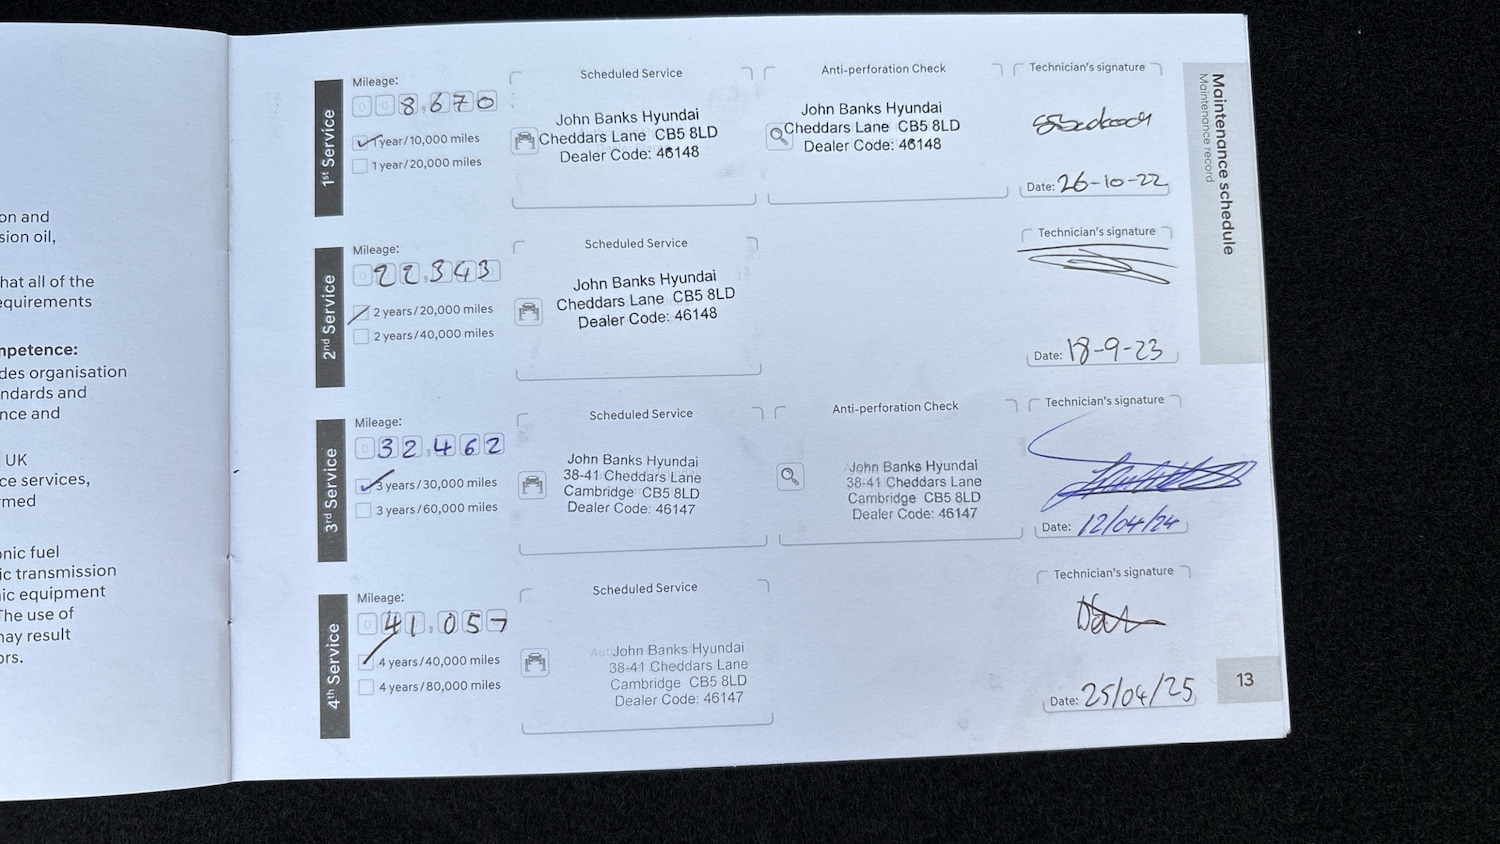 on and
sion oil,
hat all of the
equirements
mpetence:
des organisation
ndards and
nce and
UK
ce services,
rmed
onic fuel
ic transmission
nic equipment
The use of
nay result
ors.
1st Service
Mileage:
008,670
1 year/10,000 miles
1 year/20,000 miles
Scheduled Service
John Banks Hyundai
Cheddars Lane CB5 8LD
Dealer Code: 46148
Anti-perforation Check
John Banks Hyundai
Cheddars Lane CB5 8LD
Dealer Code: 46148
Technician's signature
Date: 26-10-22
2nd Service
Mileage:
022,343
2 years/20,000 miles
2 years/40,000 miles
Scheduled Service
John Banks Hyundai
Cheddars Lane CB5 8LD
Dealer Code: 46148
Technician's signature
Date: 18-9-23
3rd Service
Mileage:
032,462
3 years/30,000 miles
3 years/60,000 miles
Scheduled Service
John Banks Hyundai
38-41 Cheddars Lane
Cambridge CB5 8LD
Dealer Code: 46147
Anti-perforation Check
John Banks Hyundai
38-41 Cheddars Lane
Cambridge CB5 8LD
Dealer Code: 46147
Technician's signature
Date: 12/04/24
4th Service
Mileage:
041,057
4 years/40,000 miles
4 years/80,000 miles
Scheduled Service
John Banks Hyundai
38-41 Cheddars Lane
Cambridge CB5 8LD
Dealer Code: 46147
Technician's signature
Date: 25/04/25
Maintenance schedule
Maintenance record
13